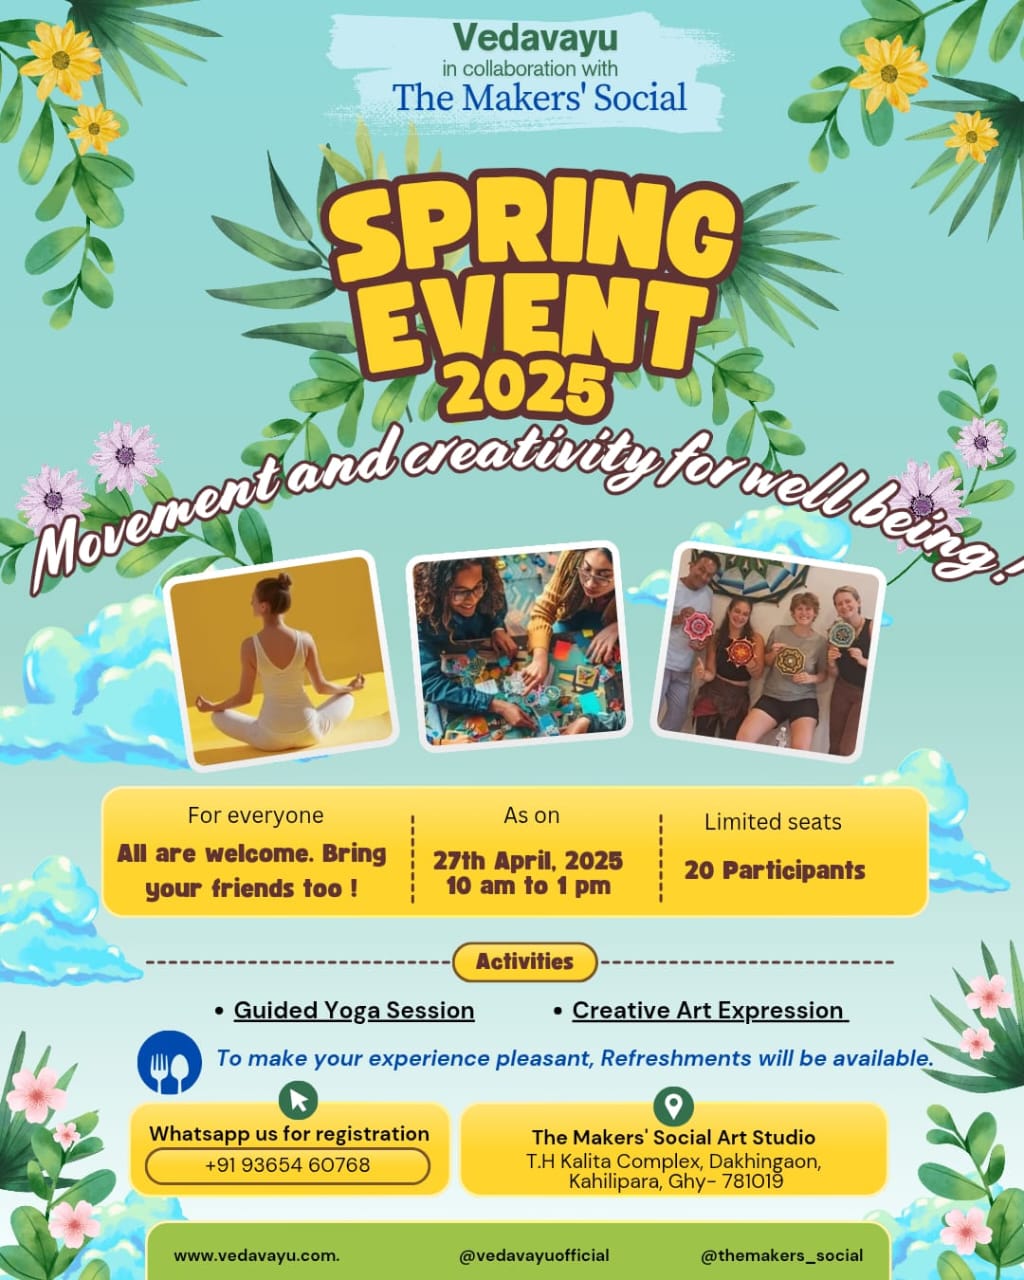 Vedavayu
in collaboration with
The Makers' Social
SPRING
EVENT
2025
Movement and creativity for well being!
For everyone
All are welcome. Bring
your friends too !
As on
27th April, 2025
10 am to 1 pm
Limited seats
20 Participants
Activities
• Guided Yoga Session
• Creative Art Expression
To make your experience pleasant, Refreshments will be available.
Whatsapp us for registration
+91 93654 60768
The Makers' Social Art Studio
T.H Kalita Complex, Dakhingaon,
Kahilipara, Ghy- 781019
www.vedavayu.com.
@vedavayuofficial
@themakers_social